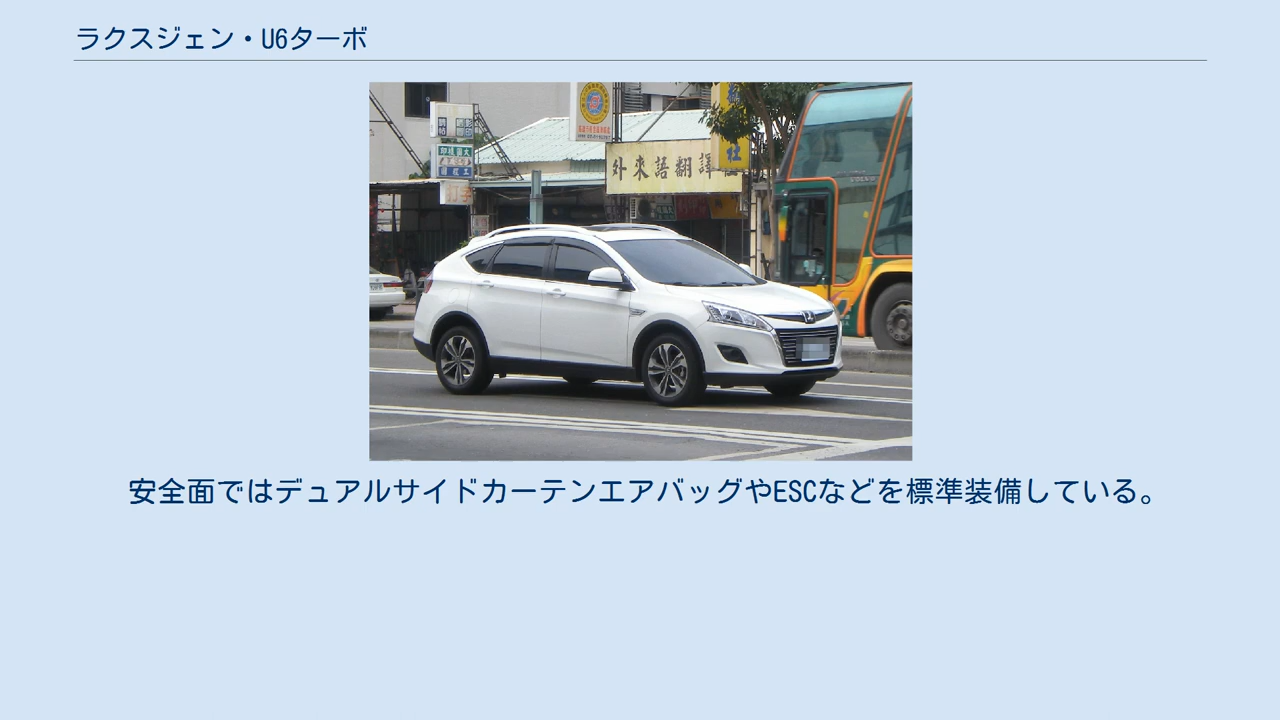 ラクスジェン・U6ターボ
外來語翻譯社
安全面ではデュアルサイドカーテンエアバッグやESCなどを標準装備している。